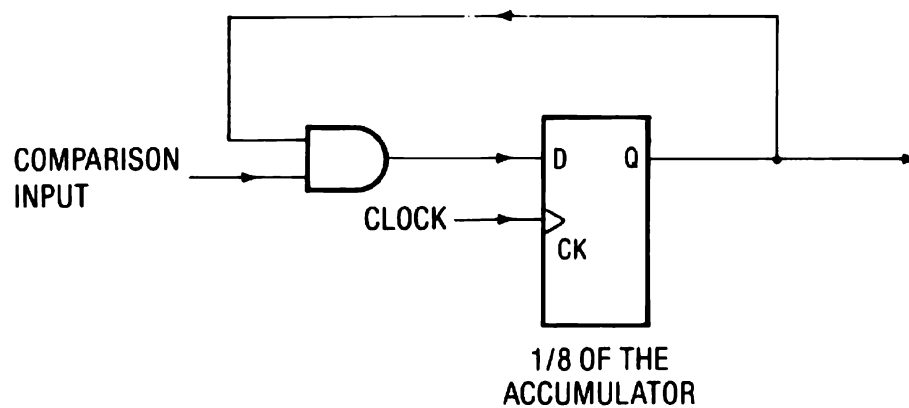 COMPARISON
INPUT
CLOCK
D
Q
CK
1/8 OF THE
ACCUMULATOR